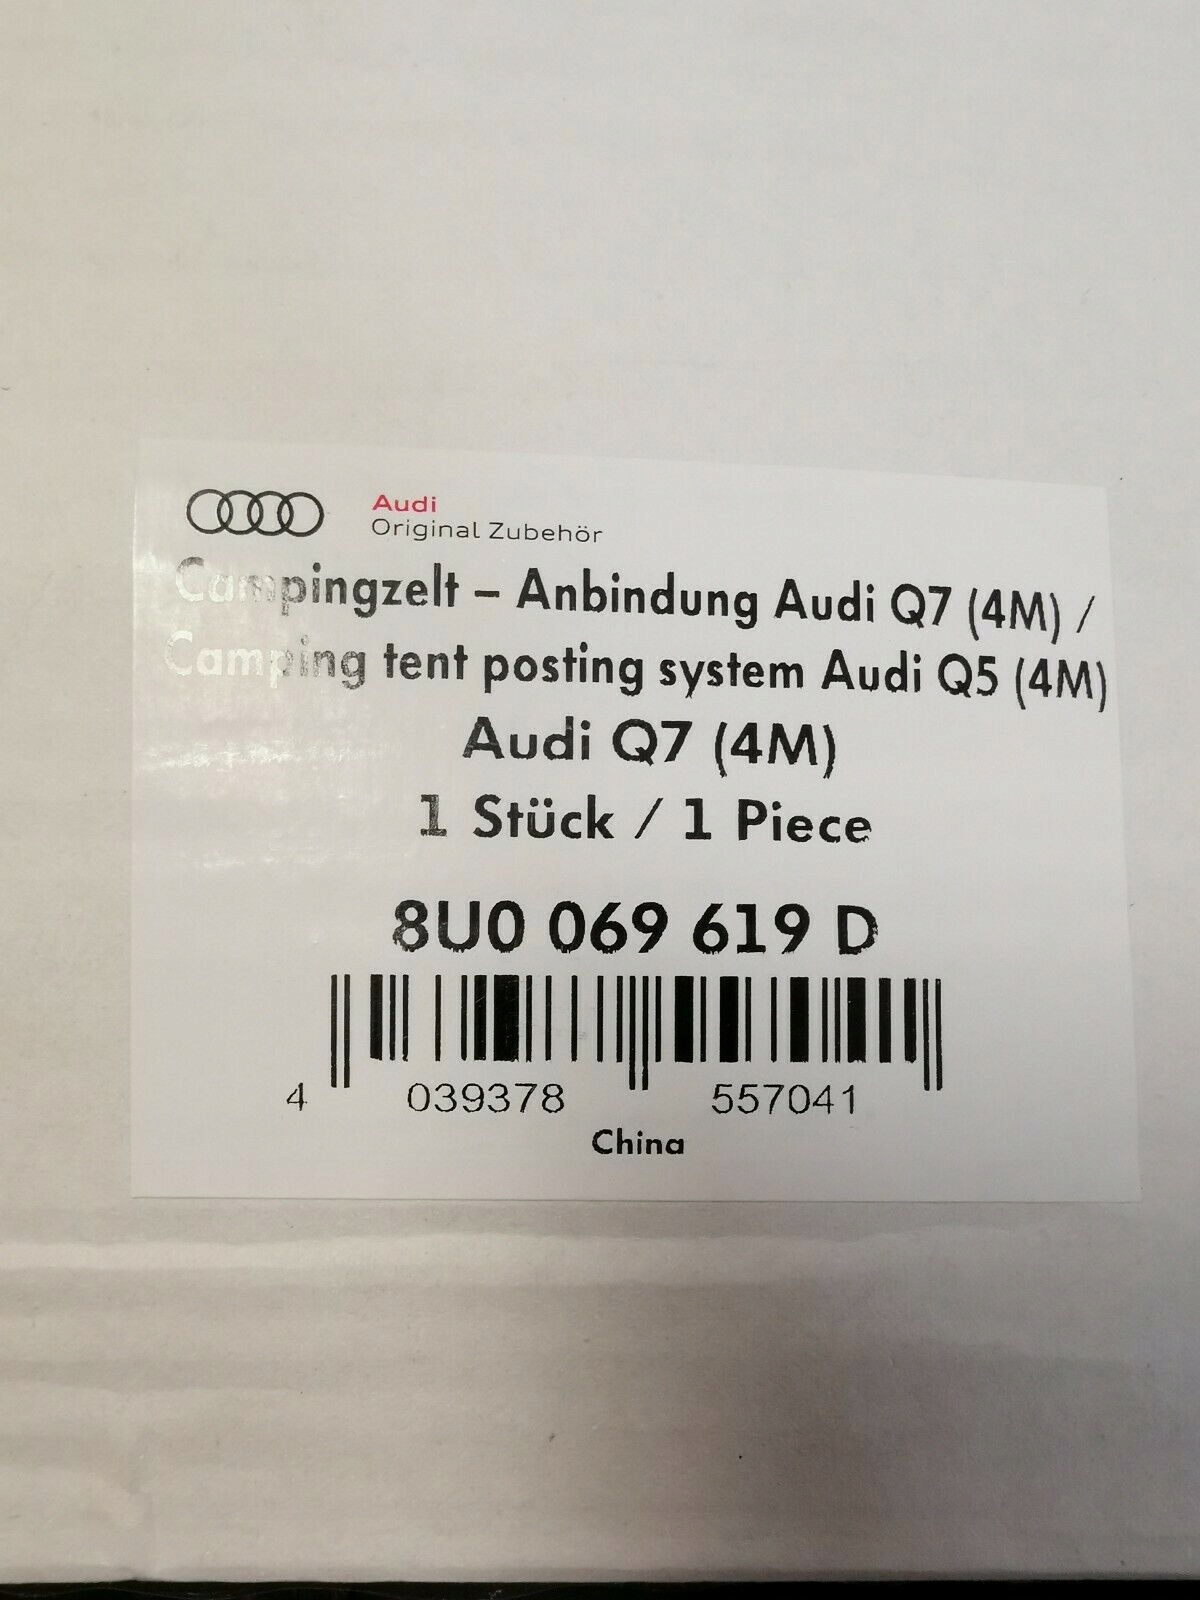 Audi
Original Zubehör
Campingzelt – Anbindung Audi Q7 (4M) /
Camping tent posting system Audi Q5 (4M)
Audi Q7 (4M)
1 Stück / 1 Piece
8U0 069 619 D
4 039378 557041
China